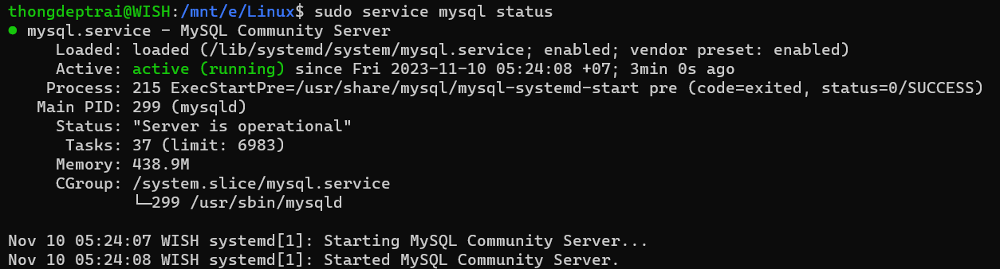 thongdeptrai@WISH:/mnt/e/Linux$ sudo service mysql status
● mysql.service - MySQL Community Server
     Loaded: loaded (/lib/systemd/system/mysql.service; enabled; vendor preset: enabled)
     Active: active (running) since Fri 2023-11-10 05:24:08 +07; 3min 0s ago
    Process: 215 ExecStartPre=/usr/share/mysql/mysql-systemd-start pre (code=exited, status=0/SUCCESS)
   Main PID: 299 (mysqld)
     Status: "Server is operational"
      Tasks: 37 (limit: 6983)
     Memory: 438.9M
     CGroup: /system.slice/mysql.service
             └─299 /usr/sbin/mysqld

Nov 10 05:24:07 WISH systemd[1]: Starting MySQL Community Server...
Nov 10 05:24:08 WISH systemd[1]: Started MySQL Community Server.